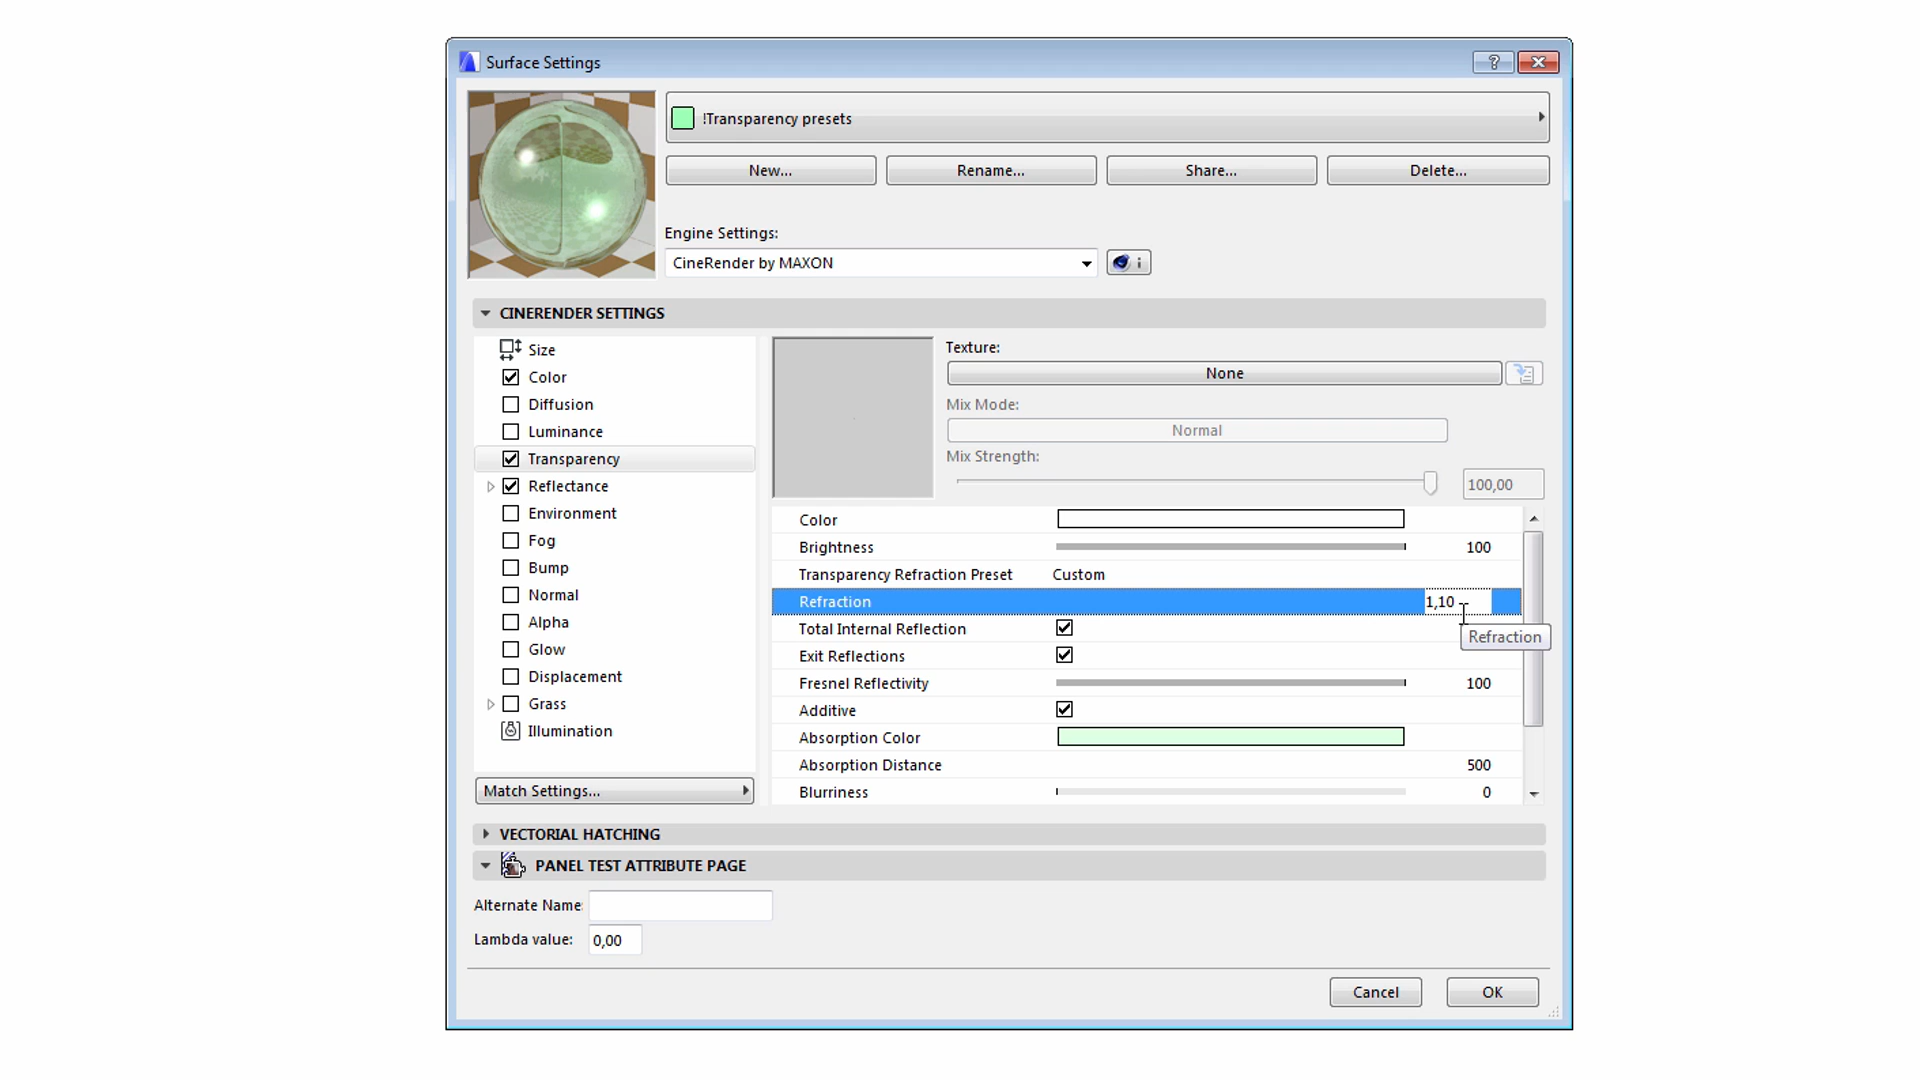 Surface Settings
?
!Transparency presets
New...
Rename...
Share...
Delete...
Engine Settings:
CineRender by MAXON
i
CINERENDER SETTINGS
Size
Color
Diffusion
Luminance
Transparency
Reflectance
Environment
Fog
Bump
Normal
Alpha
Glow
Displacement
Grass
Illumination
Match Settings...
Texture:
None
Mix Mode:
Normal
Mix Strength:
100,00
Color
Brightness 100
Transparency Refraction Preset Custom
Refraction 1,10
Total Internal Reflection
Refraction
Exit Reflections
Fresnel Reflectivity 100
Additive
Absorption Color
Absorption Distance 500
Blurriness 0
VECTORIAL HATCHING
PANEL TEST ATTRIBUTE PAGE
Alternate Name:
Lambda value: 0,00
Cancel
OK